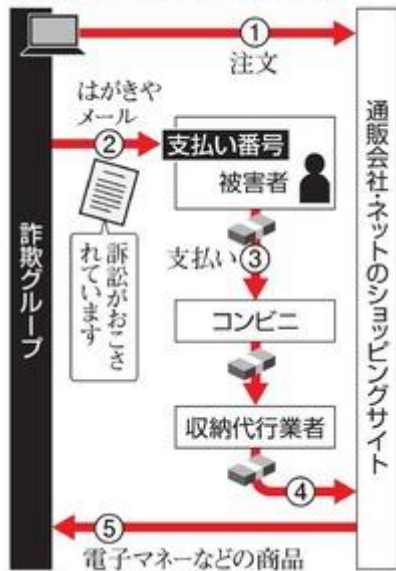 ①
注文
はがきや
メール
②
支払い番号
被害者
訴訟がおこさ
れています
支払い
③
コンビニ
収納代行業者
④
⑤
電子マネーなどの商品
詐欺グループ
通販会社・ネットのショッピングサイト